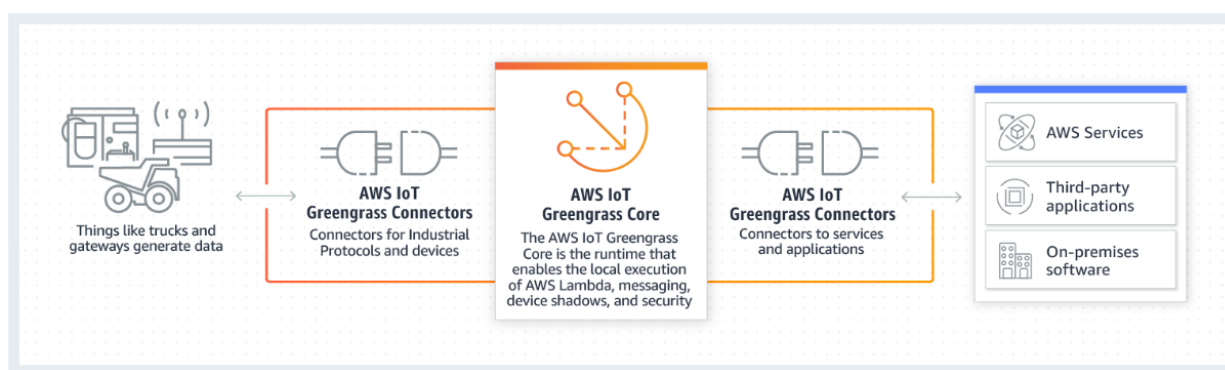 Things like trucks and
gateways generate data
AWS IoT
Greengrass Connectors
Connectors for Industrial
Protocols and devices
AWS IoT
Greengrass Core
The AWS IoT Greengrass
Core is the runtime that
enables the local execution
of AWS Lambda, messaging,
device shadows, and security
AWS IoT
Greengrass Connectors
Connectors to services
and applications
AWS Services
Third-party
applications
On-premises
software